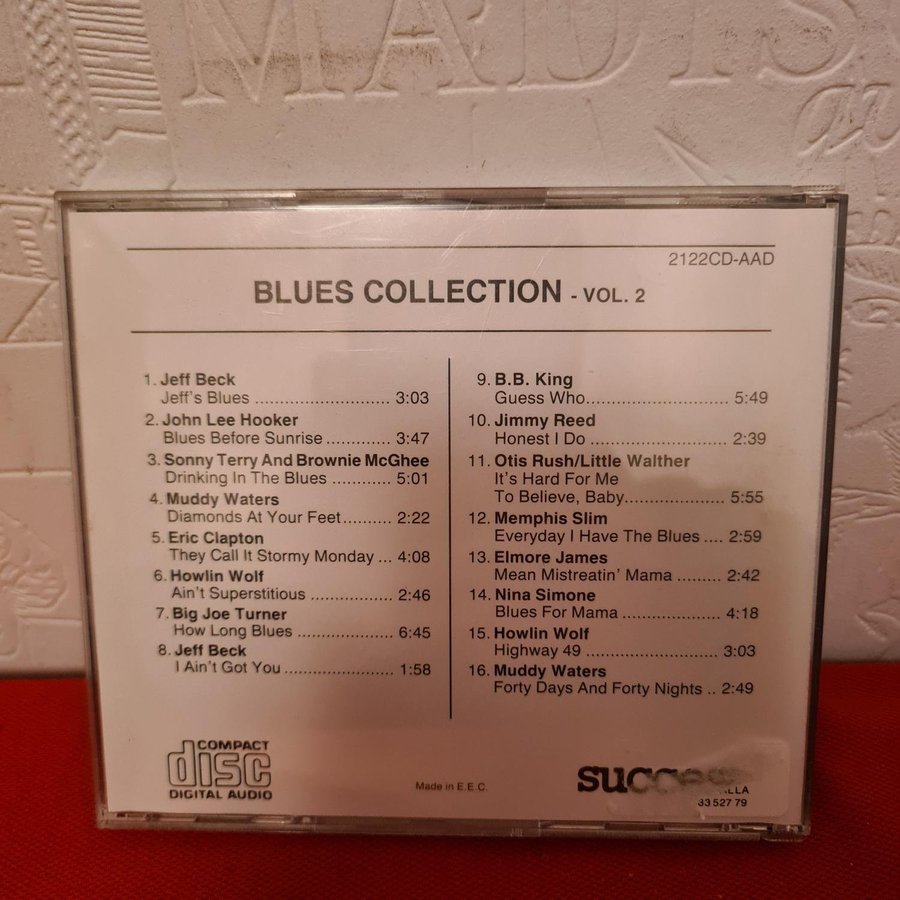 MADISO
2122CD-AAD
BLUES COLLECTION - VOL. 2
1. Jeff Beck
Jeff's Blues .......................... 3:03
2. John Lee Hooker
Blues Before Sunrise ............ 3:47
3. Sonny Terry And Brownie McGhee
Drinking In The Blues ........... 5:01
4. Muddy Waters
Diamonds At Your Feet.......... 2:22
5. Eric Clapton
They Call It Stormy Monday ... 4:08
6. Howlin Wolf
Ain't Superstitious ................ 2:46
7. Big Joe Turner
How Long Blues ..................... 6:45
8. Jeff Beck
I Ain't Got You ..................... 1:58
9. B.B. King
Guess Who........................... 5:49
10. Jimmy Reed
Honest I Do .......................... 2:39
11. Otis Rush/Little Walther
It's Hard For Me
To Believe, Baby................... 5:55
12. Memphis Slim
Everyday I Have The Blues .... 2:59
13. Elmore James
Mean Mistreatin' Mama ......... 2:42
14. Nina Simone
Blues For Mama .................... 4:18
15. Howlin Wolf
Highway 49 .......................... 3:03
16. Muddy Waters
Forty Days And Forty Nights .. 2:49
COMPACT
disc
DIGITAL AUDIO
Made in E.E.C.
success
33 527 79